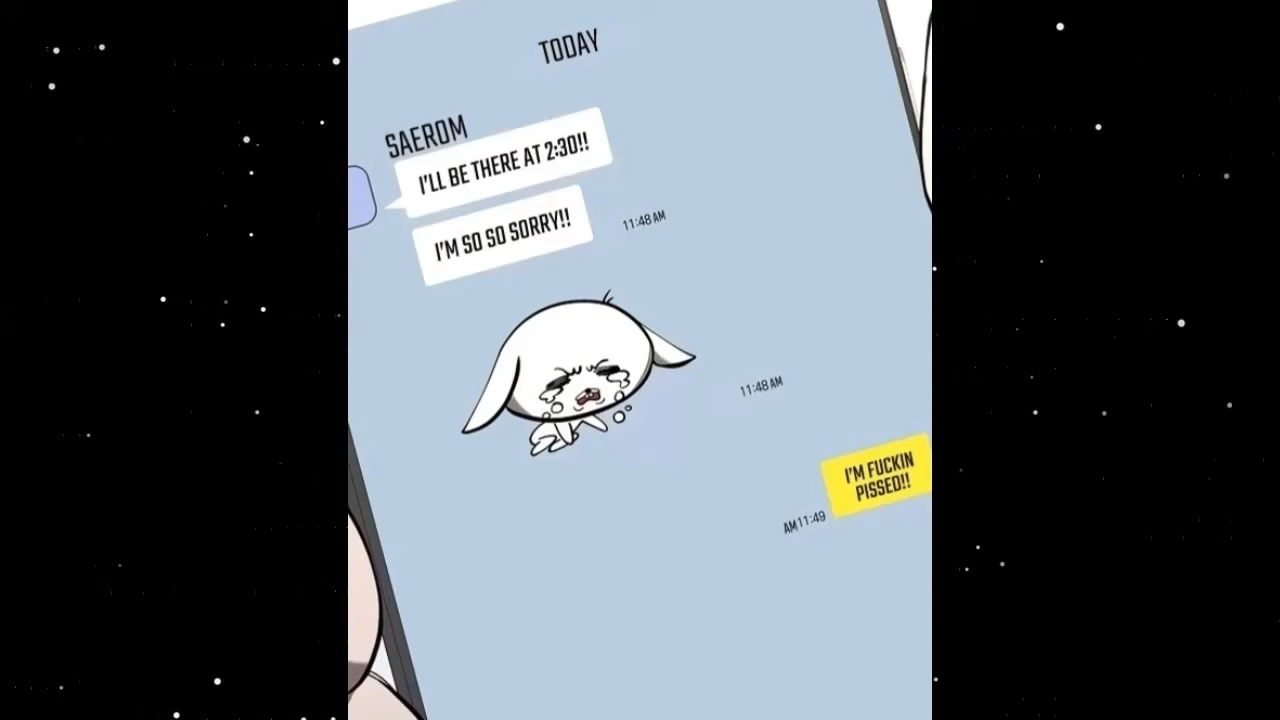 TODAY
SAEROM
I'LL BE THERE AT 2:30!!
I'M SO SO SORRY!!
11:48 AM
11:48 AM
I'M FUCKIN
PISSED!!
AM 11:49